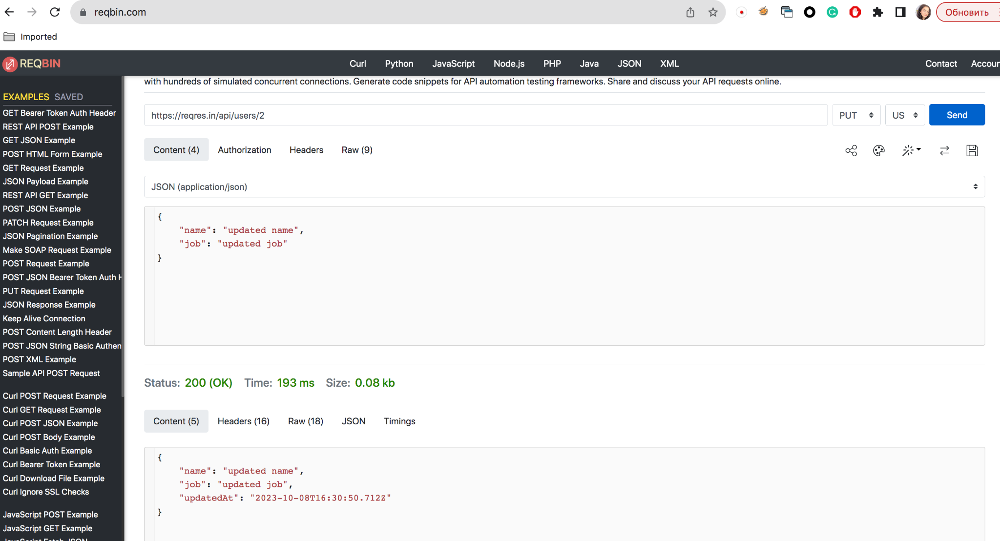 reqbin.com
Обновить
Imported
REQBIN
Curl Python JavaScript Node.js PHP Java JSON XML
Contact Accoun
with hundreds of simulated concurrent connections. Generate code snippets for API automation testing frameworks. Share and discuss your API requests online.
EXAMPLES SAVED
GET Bearer Token Auth Header
REST API POST Example
GET JSON Example
POST HTML Form Example
GET Request Example
JSON Payload Example
REST API GET Example
POST JSON Example
PATCH Request Example
JSON Pagination Example
Make SOAP Request Example
POST Request Example
POST JSON Bearer Token Auth H
PUT Request Example
JSON Response Example
Keep Alive Connection
POST Content Length Header
POST JSON String Basic Authen
POST XML Example
Sample API POST Request
Curl POST Request Example
Curl GET Request Example
Curl POST JSON Example
Curl POST Body Example
Curl Basic Auth Example
Curl Bearer Token Example
Curl Download File Example
Curl Ignore SSL Checks
JavaScript POST Example
JavaScript GET Example
JavaScript Fetch JSON
https://reqres.in/api/users/2
PUT
US
Send
Content (4) Authorization Headers Raw (9)
JSON (application/json)
{
"name": "updated name",
"job": "updated job"
}
Status: 200 (OK) Time: 193 ms Size: 0.08 kb
Content (5) Headers (16) Raw (18) JSON Timings
{
"name": "updated name",
"job": "updated job",
"updatedAt": "2023-10-08T16:30:50.712Z"
}